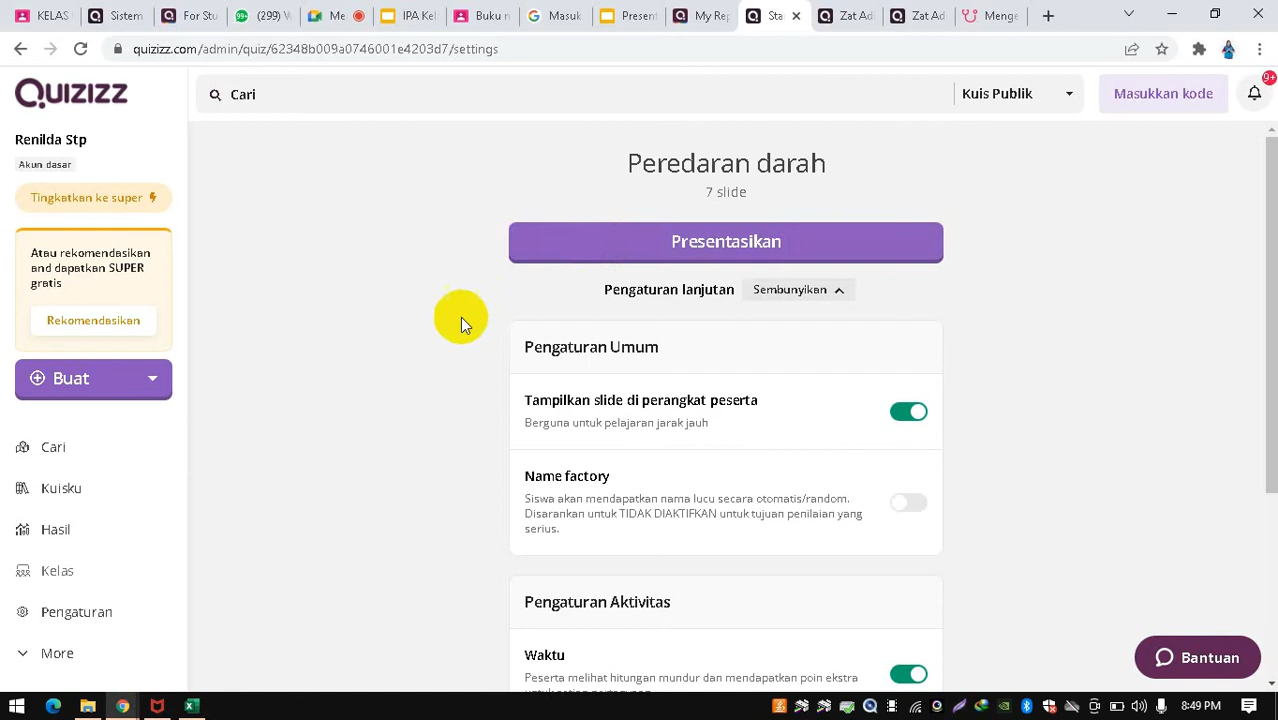 KELAS
Sistem
For Stu
(299) W
Me
IPA Kel
Buku n
Masul
Present
My Rep
Sta
Zat Ad
Zat Ad
Menge
quizizz.com/admin/quiz/62348b009a0746001e4203d7/settings
QUIZIZZ
Cari
Kuis Publik
Masukkan kode
9+
Renilda Stp
Akun dasar
Tingkatkan ke super
Atau rekomendasikan
and dapatkan SUPER
gratis
Rekomendasikan
Buat
Cari
Kuisku
Hasil
Kelas
Pengaturan
More
Peredaran darah
7 slide
Presentasikan
Pengaturan lanjutan Sembunyikan
Pengaturan Umum
Tampilkan slide di perangkat peserta
Berguna untuk pelajaran jarak jauh
Name factory
Siswa akan mendapatkan nama lucu secara otomatis/random.
Disarankan untuk TIDAK DIAKTIFKAN untuk tujuan penilaian yang
serius.
Pengaturan Aktivitas
Waktu
Peserta melihat hitungan mundur dan mendapatkan poin ekstra
Bantuan
8:49 PM